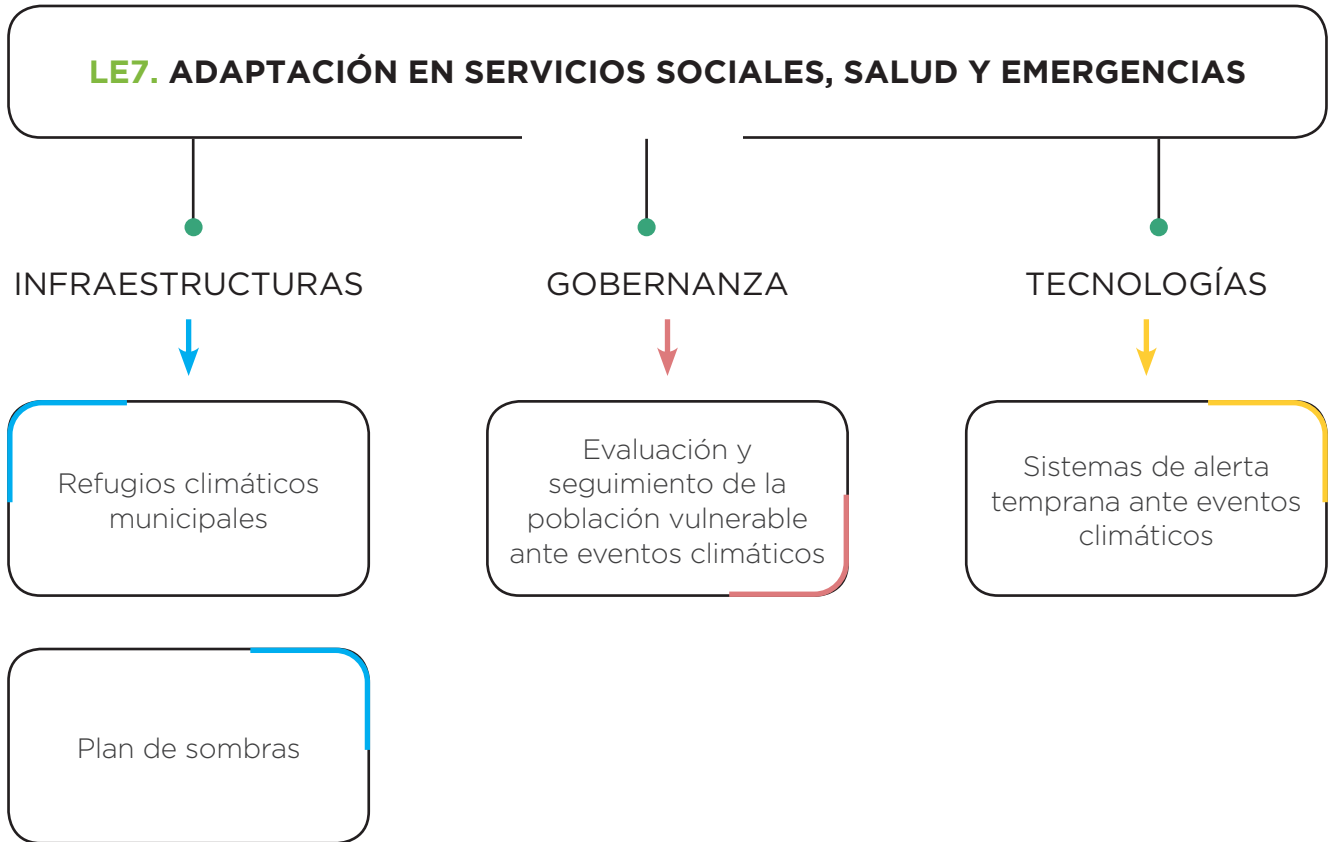 LE7. ADAPTACIÓN EN SERVICIOS SOCIALES, SALUD Y EMERGENCIAS
INFRAESTRUCTURAS
Refugios climáticos
municipales
Plan de sombras
GOBERNANZA
Evaluación y
seguimiento de la
población vulnerable
ante eventos climáticos
TECNOLOGÍAS
Sistemas de alerta
temprana ante eventos
climáticos